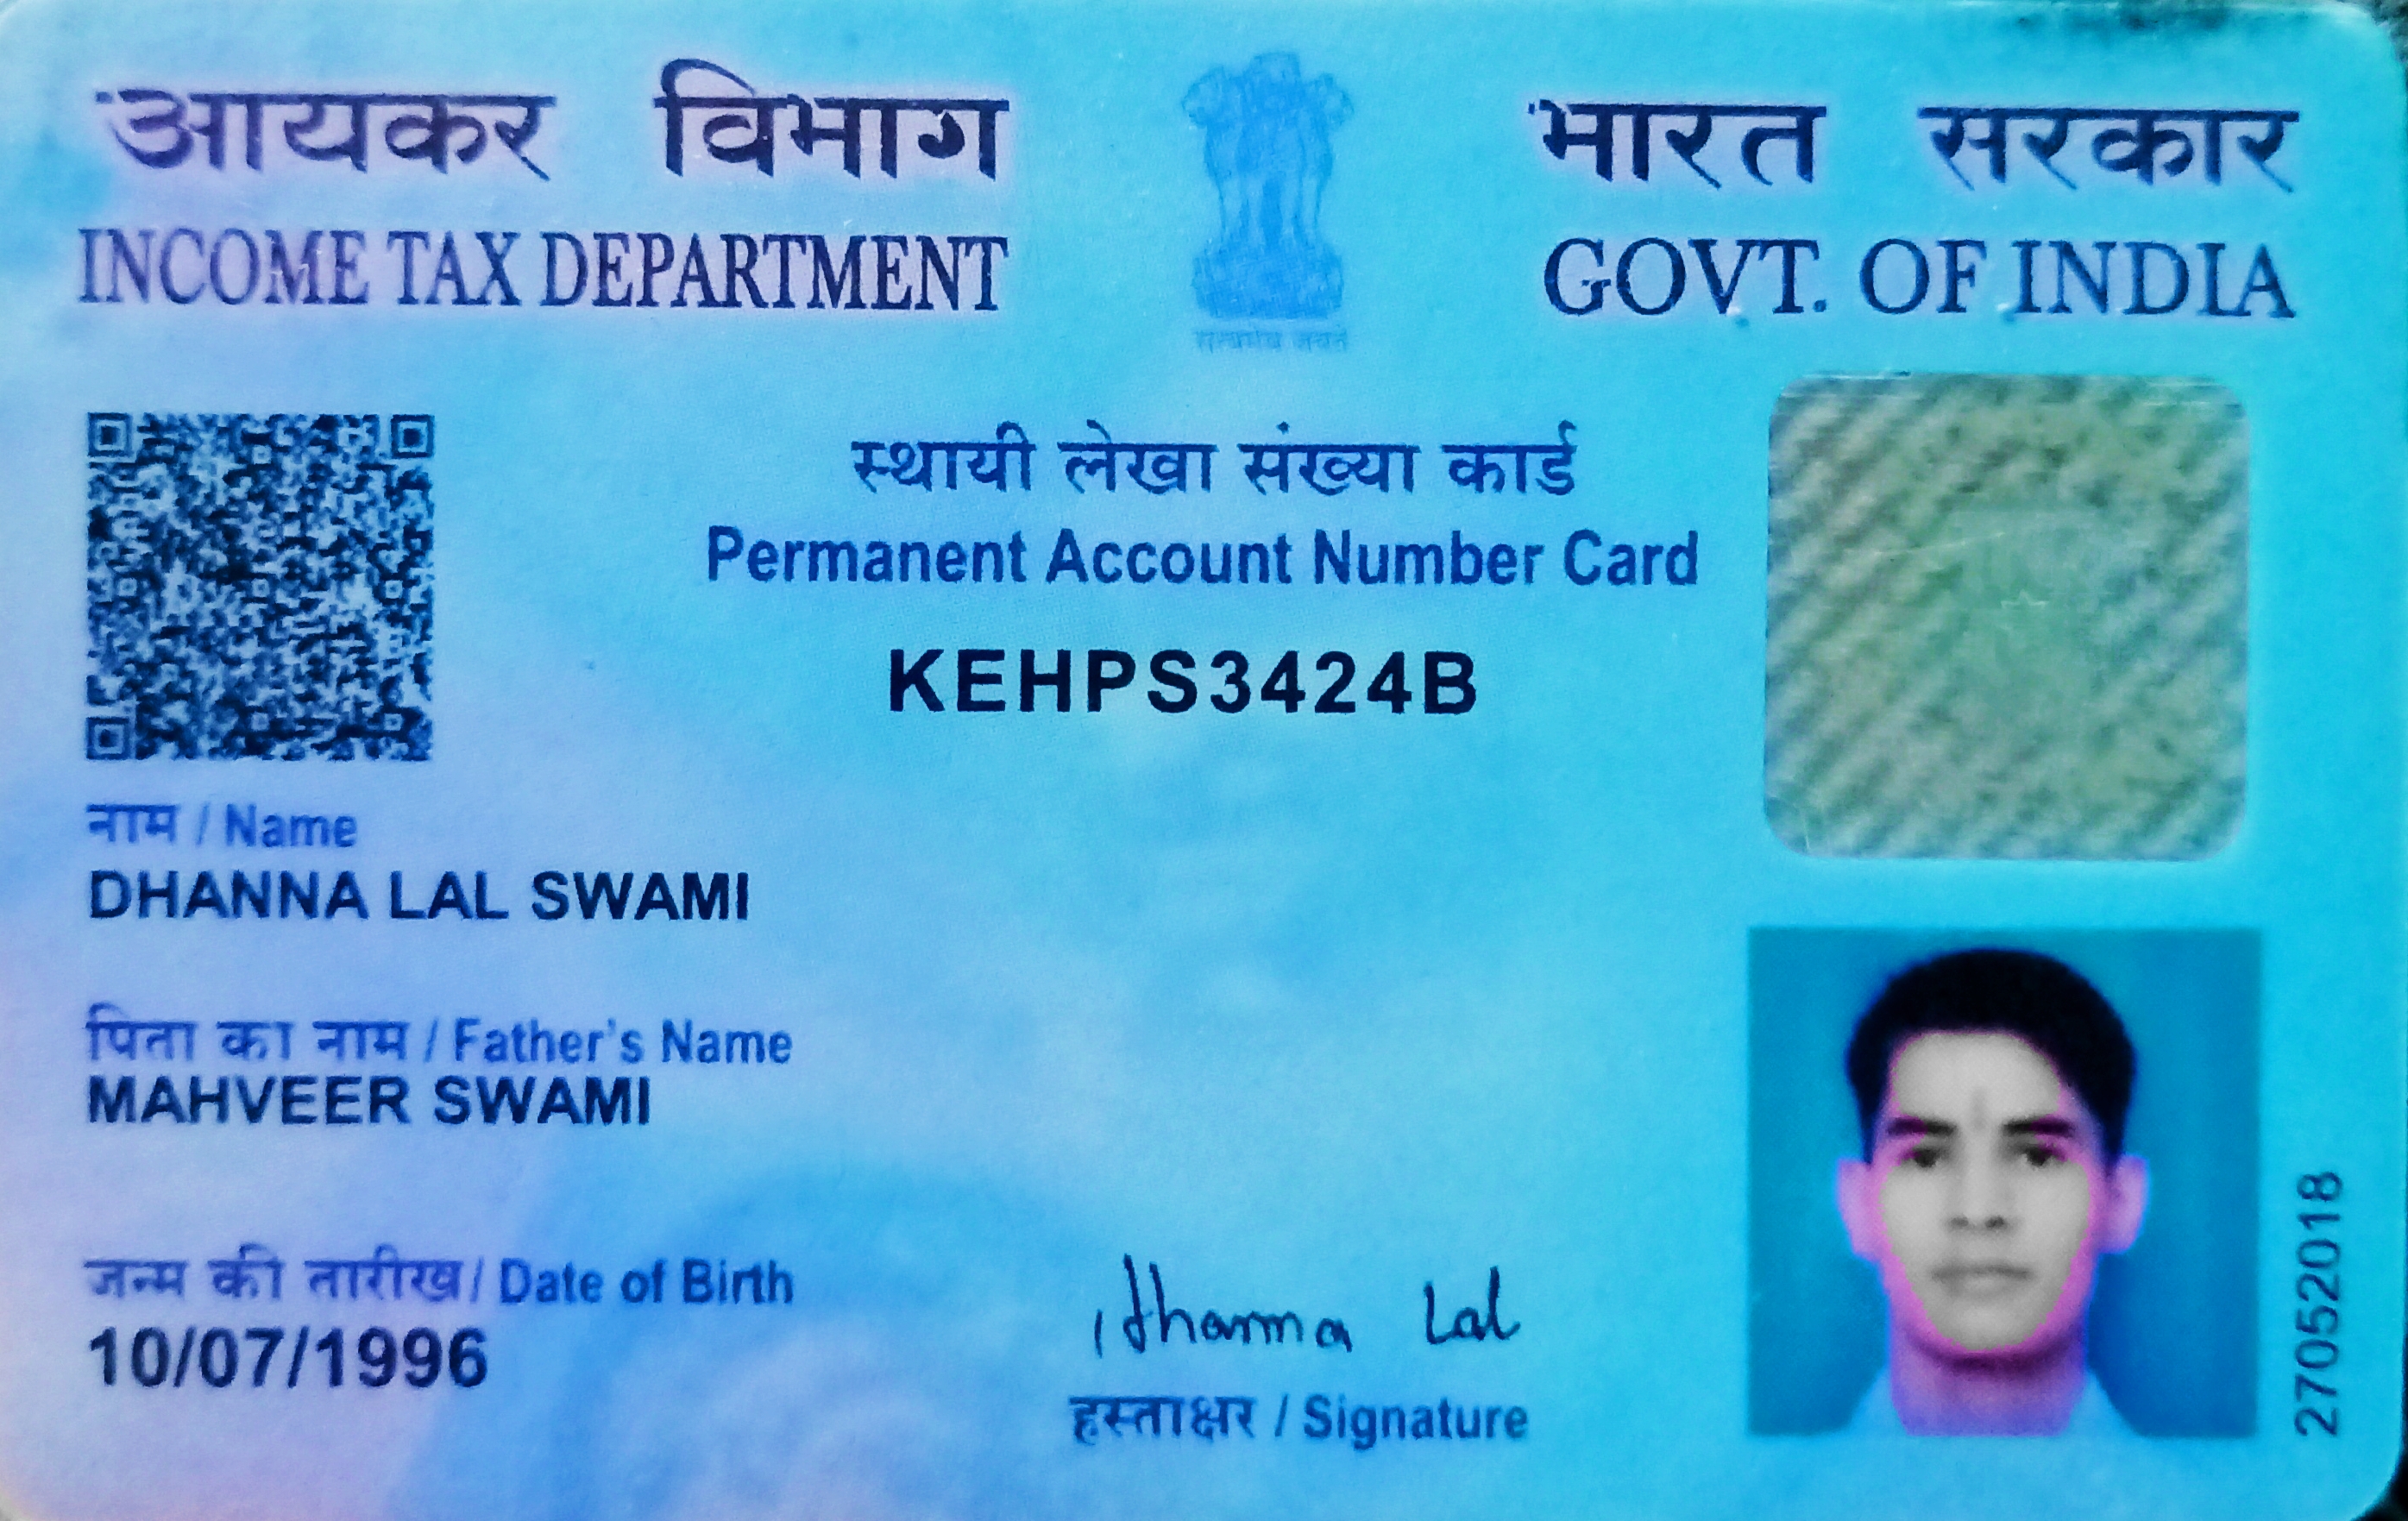 आयकर विभाग
INCOME TAX DEPARTMENT
सत्यमेव जयते
भारत सरकार
GOVT. OF INDIA
स्थायी लेखा संख्या कार्ड
Permanent Account Number Card
KEHPS3424B
नाम / Name
DHANNA LAL SWAMI
पिता का नाम / Father's Name
MAHVEER SWAMI
जन्म की तारीख / Date of Birth
10/07/1996
Dhanna Lal
हस्ताक्षर / Signature
27052018